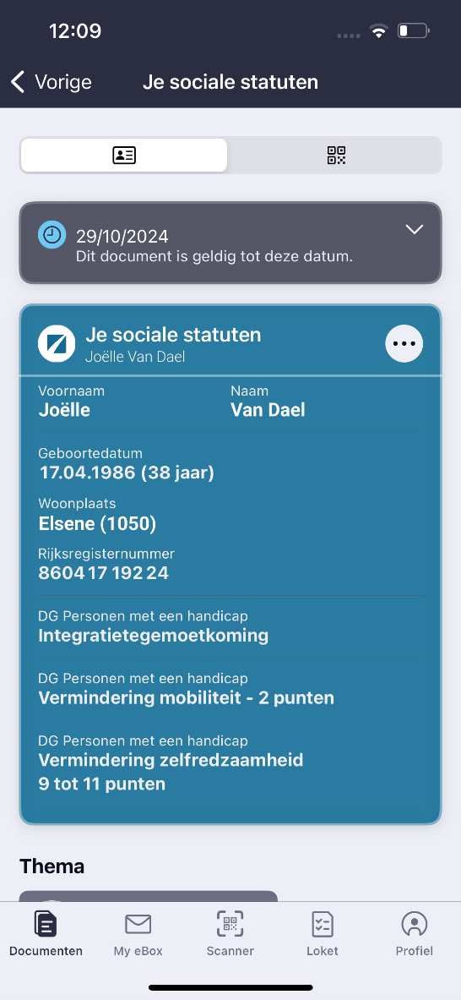 12:09
Vorige
Je sociale statuten
29/10/2024
Dit document is geldig tot deze datum.
Je sociale statuten
Joëlle Van Dael
Voornaam Naam
Joëlle Van Dael
Geboortedatum
17.04.1986 (38 jaar)
Woonplaats
Elsene (1050)
Rijksregisternummer
860417 192 24
DG Personen met een handicap
Integratietegemoetkoming
DG Personen met een handicap
Vermindering mobiliteit - 2 punten
DG Personen met een handicap
Vermindering zelfredzaamheid
9 tot 11 punten
Thema
Documenten My eBox Scanner Loket Profiel